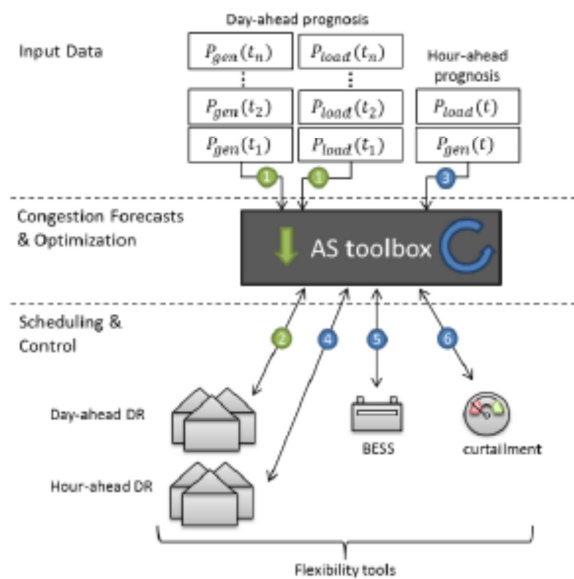 Day-ahead prognosis
Input Data
P_gen(t_n) P_load(t_n)
Hour-ahead
prognosis
P_gen(t_2) P_load(t_2) P_load(t)
P_gen(t_1) P_load(t_1) P_gen(t)
1 1 3
Congestion Forecasts
& Optimization
AS toolbox
Scheduling &
Control
2 4 5 6
Day-ahead DR
BESS curtailment
Hour-ahead DR
Flexibility tools